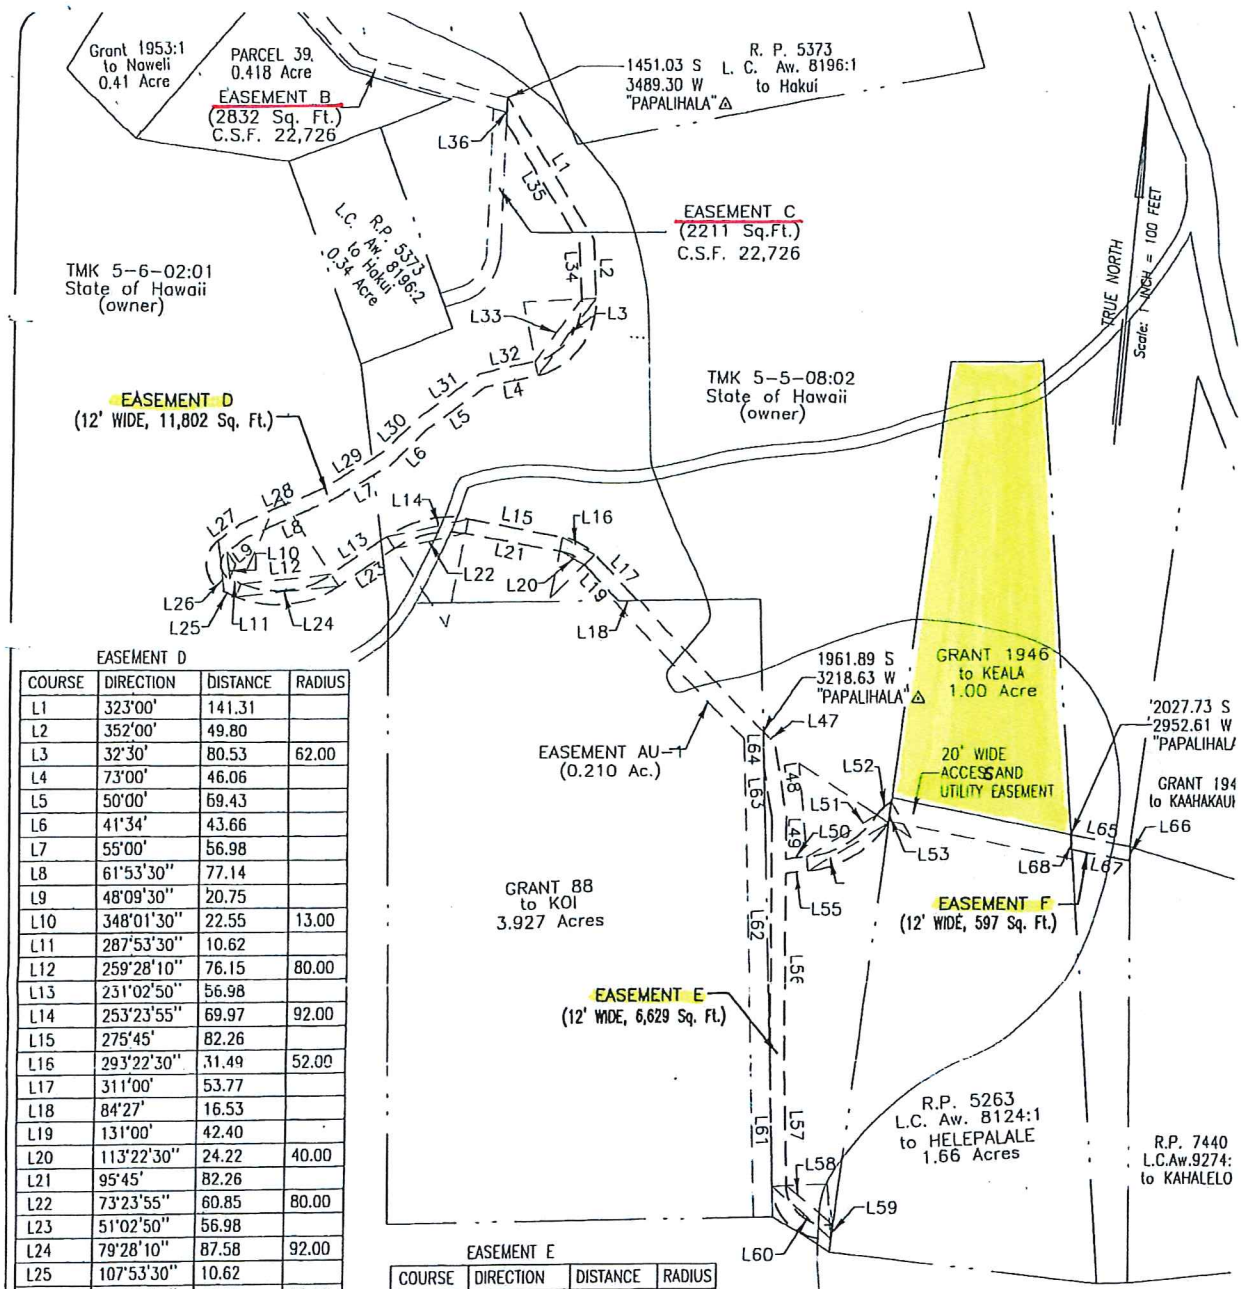 Grant 1953:1
to Naweli
0.41 Acre
PARCEL 39,
0.418 Acre
EASEMENT B
(2832 Sq. Ft.)
C.S.F. 22,726
1451.03 S
3489.30 W
"PAPALIHALA"
R. P. 5373
L. C. Aw. 8196:1
to Hakui
L36
L1
L35
EASEMENT C
(2211 Sq.Ft.)
C.S.F. 22,726
R.P. 5373
L.C. Aw. 8196:2
to Hakui
0.34 Acre
TMK 5-6-02:01
State of Hawaii
(owner)
L34
L2
L33
L3
L32
L4
L31
L5
TRUE NORTH
Scale: 1 INCH = 100 FEET
TMK 5-5-08:02
State of Hawaii
(owner)
EASEMENT D
(12' WIDE, 11,802 Sq. Ft.)
L30
L6
L29
L7
L28
L8
L27
L9
L10
L12
L13
L14
L15
L16
L21
L22
L23
L20
L17
L19
L18
L26
L25
L11
L24
V
1961.89 S
3218.63 W
"PAPALIHALA"
L47
GRANT 1946
to KEALA
1.00 Acre
2027.73 S
2952.61 W
"PAPALIHALA
EASEMENT AU-1
(0.210 Ac.)
L64
L63
L48
L49
L52
L51
L50
L53
L55
20' WIDE
ACCESS AND
UTILITY EASEMENT
GRANT 194
to KAAHAKAUI
L65
L66
L68
L67
EASEMENT F
(12' WIDE, 597 Sq. Ft.)
GRANT 88
to KOI
3.927 Acres
L62
L56
EASEMENT E
(12' WIDE, 6,629 Sq. Ft.)
L61
L57
L58
L59
L60
R.P. 5263
L.C. Aw. 8124:1
to HELEPALALE
1.66 Acres
R.P. 7440
L.C.Aw.9274:
to KAHALELO
EASEMENT D
COURSE DIRECTION DISTANCE RADIUS
L1 323°00' 141.31
L2 352°00' 49.80
L3 32°30' 80.53 62.00
L4 73°00' 46.06
L5 50°00' 69.43
L6 41°34' 43.66
L7 55°00' 56.98
L8 61°53'30" 77.14
L9 48°09'30" 20.75
L10 348°01'30" 22.55 13.00
L11 287°53'30" 10.62
L12 259°28'10" 76.15 80.00
L13 231°02'50" 56.98
L14 253°23'55" 69.97 92.00
L15 275°45' 82.26
L16 293°22'30" 31.49 52.00
L17 311°00' 53.77
L18 84°27' 16.53
L19 131°00' 42.40
L20 113°22'30" 24.22 40.00
L21 95°45' 82.26
L22 73°23'55" 60.85 80.00
L23 51°02'50" 56.98
L24 79°28'10" 87.58 92.00
L25 107°53'30" 10.62
EASEMENT E
COURSE DIRECTION DISTANCE RADIUS